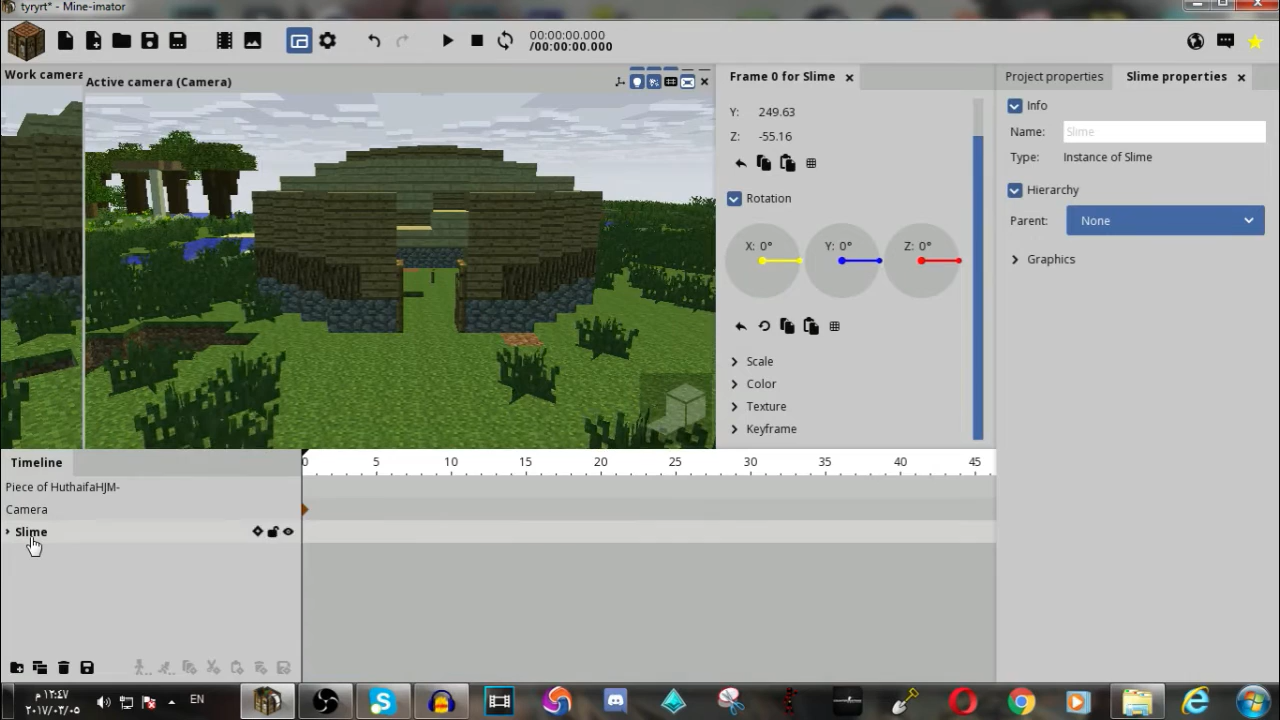 tyryrt* - Mine-imator
00:00:00.000
/00:00:00.000
Work camera
Active camera (Camera)
Frame 0 for Slime
Project properties
Slime properties
Y: 249.63
Z: -55.16
Rotation
X: 0°
Y: 0°
Z: 0°
Scale
Color
Texture
Keyframe
Info
Name: Slime
Type: Instance of Slime
Hierarchy
Parent: None
Graphics
Timeline
0 5 10 15 20 25 30 35 40 45
Piece of HuthaifaHJM-
Camera
Slime
١٢:٤٧ م
٢٠١٧/٠٣/٠٥
EN